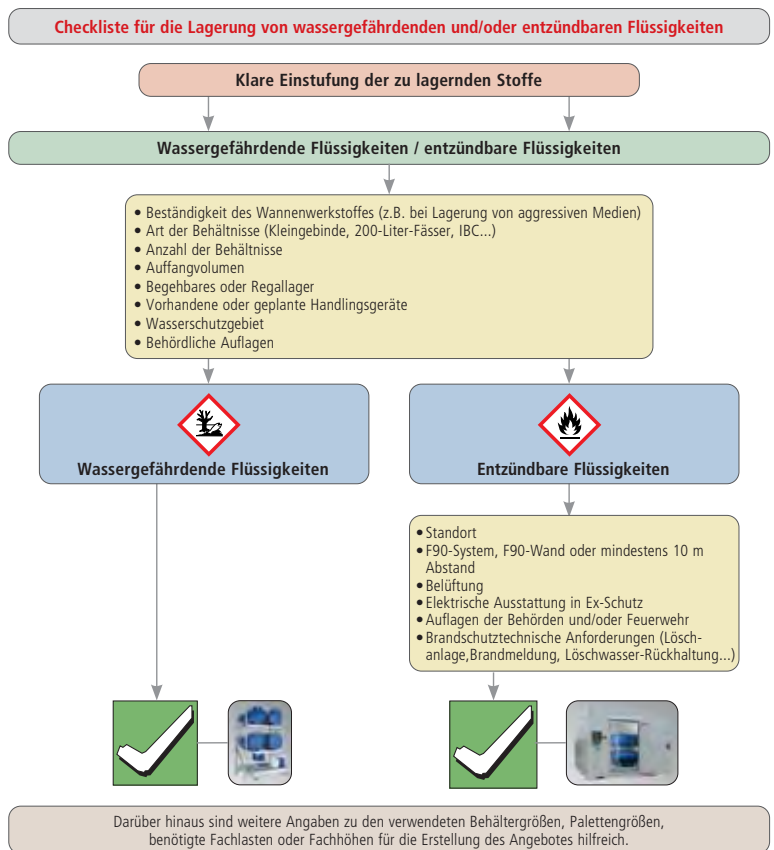 Checkliste für die Lagerung von wassergefährdenden und/oder entzündbaren Flüssigkeiten
Klare Einstufung der zu lagernden Stoffe
Wassergefährdende Flüssigkeiten / entzündbare Flüssigkeiten
• Beständigkeit des Wannenwerkstoffes (z.B. bei Lagerung von aggressiven Medien)
• Art der Behältnisse (Kleingebinde, 200-Liter-Fässer, IBC...)
• Anzahl der Behältnisse
• Auffangvolumen
• Begehbares oder Regallager
• Vorhandene oder geplante Handlingsgeräte
• Wasserschutzgebiet
• Behördliche Auflagen
Wassergefährdende Flüssigkeiten
Entzündbare Flüssigkeiten
• Standort
• F90-System, F90-Wand oder mindestens 10 m
Abstand
• Belüftung
• Elektrische Ausstattung in Ex-Schutz
• Auflagen der Behörden und/oder Feuerwehr
• Brandschutztechnische Anforderungen (Lösch-
anlage,Brandmeldung, Löschwasser-Rückhaltung...)
Darüber hinaus sind weitere Angaben zu den verwendeten Behältergrößen, Palettengrößen,
benötigte Fachlasten oder Fachhöhen für die Erstellung des Angebotes hilfreich.